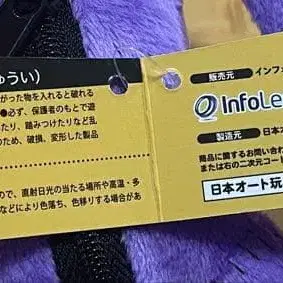 ゅうい）
がった物を入れると破れる
●必ず、保護者のもとで遊
たり、踏みつけたりなど乱
のため、破損、変形した製品
ので、直射日光の当たる場所や高温・多
などにより色落ち、色移りする場合があ
販売元 インフォ
InfoLe
製造元 日本オ
商品に関するお問い合わ
または右の二次元コート
日本オート玩